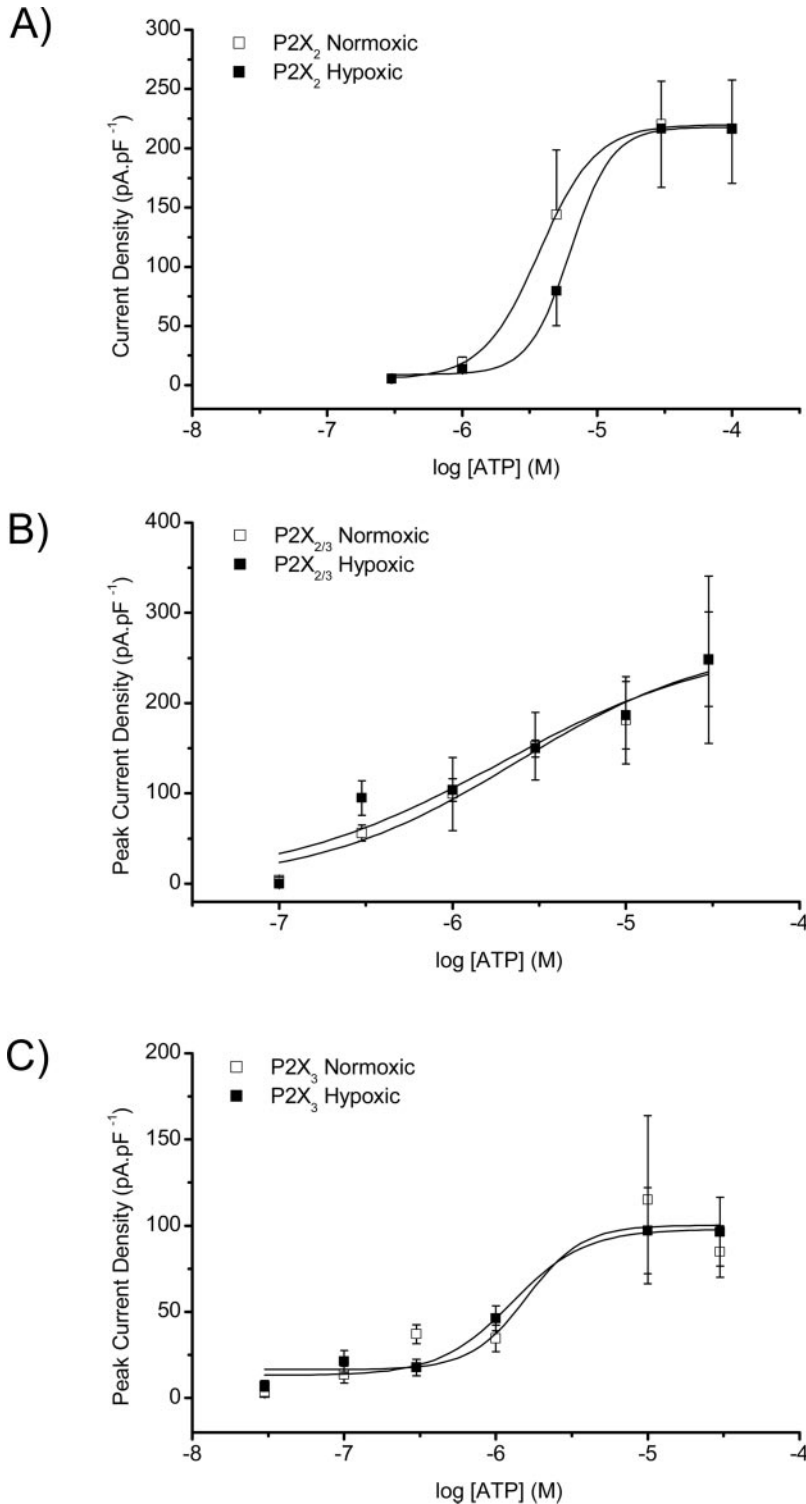 A)
P2X₂ Normoxic
P2X₂ Hypoxic
Current Density (pA.pF⁻¹)
300
250
200
150
100
50
0
-8 -7 -6 -5 -4
log [ATP] (M)
B)
P2X₂/₃ Normoxic
P2X₂/₃ Hypoxic
Peak Current Density (pA.pF⁻¹)
400
300
200
100
0
-7 -6 -5 -4
log [ATP] (M)
C)
P2X₃ Normoxic
P2X₃ Hypoxic
Peak Current Density (pA.pF⁻¹)
200
150
100
50
0
-8 -7 -6 -5 -4
log [ATP] (M)